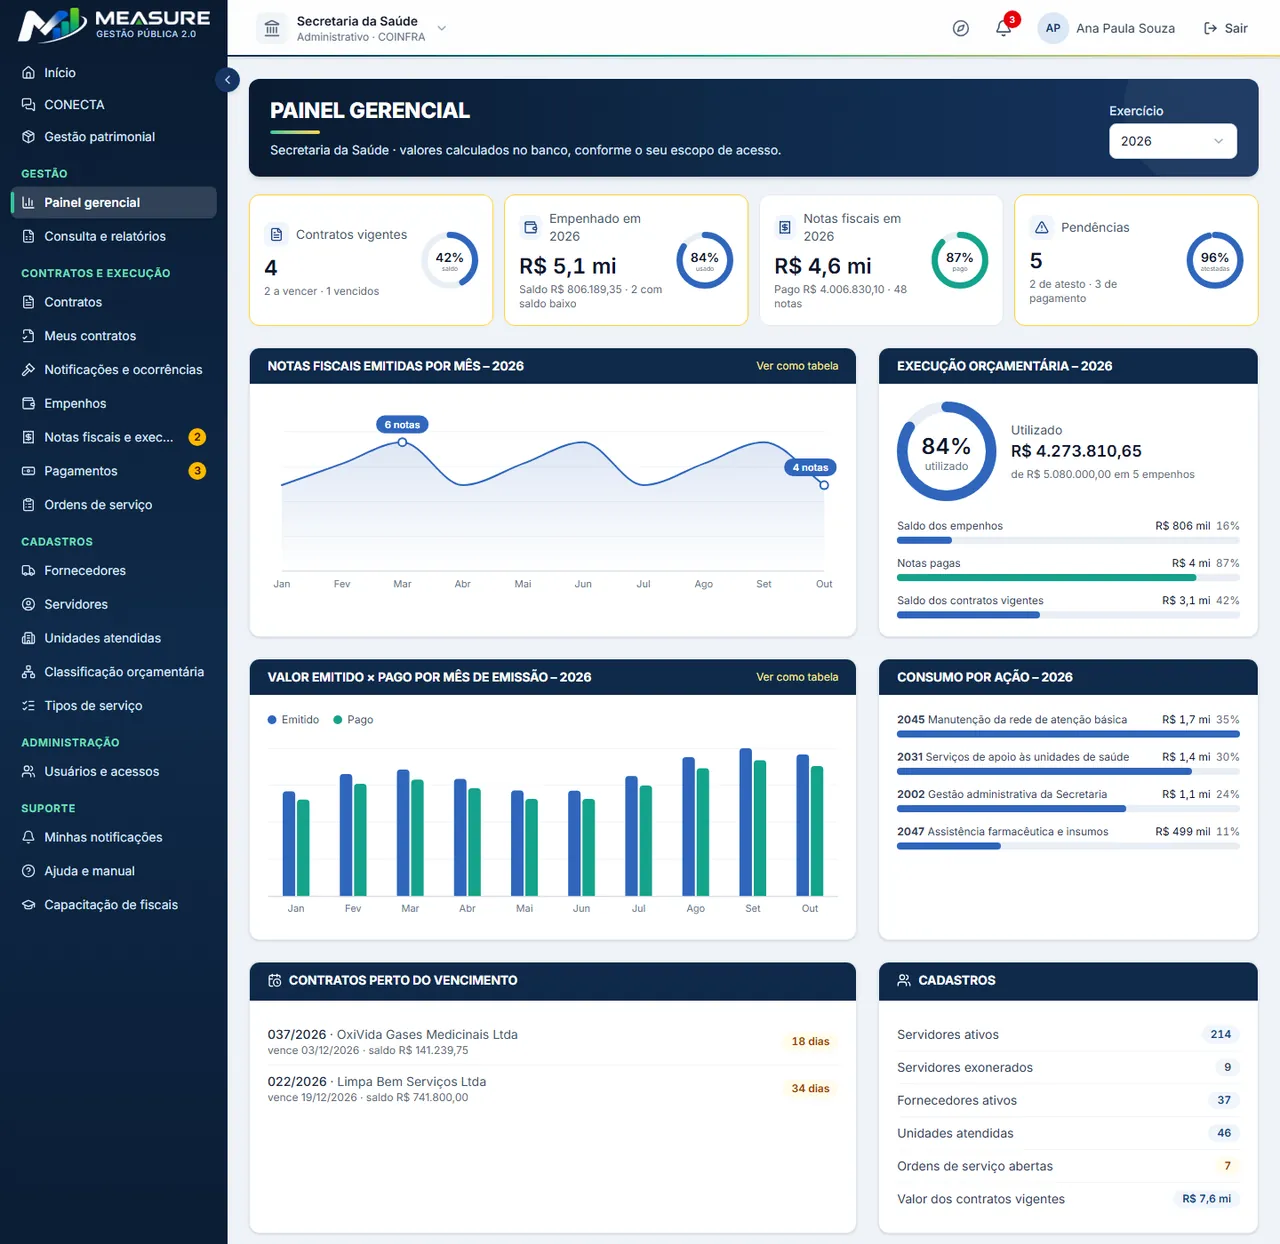 MEASURE
GESTÃO PÚBLICA 2.0
Início
CONECTA
Gestão patrimonial
GESTÃO
Painel gerencial
Consulta e relatórios
CONTRATOS E EXECUÇÃO
Contratos
Meus contratos
Notificações e ocorrências
Empenhos
Notas fiscais e exec... 2
Pagamentos 3
Ordens de serviço
CADASTROS
Fornecedores
Servidores
Unidades atendidas
Classificação orçamentária
Tipos de serviço
ADMINISTRAÇÃO
Usuários e acessos
SUPORTE
Minhas notificações
Ajuda e manual
Capacitação de fiscais
Secretaria da Saúde
Administrativo · COINFRA
3
AP Ana Paula Souza
Sair
PAINEL GERENCIAL
Secretaria da Saúde · valores calculados no banco, conforme o seu escopo de acesso.
Exercício
2026
Contratos vigentes
4
2 a vencer · 1 vencidos
42%
saldo
Empenhado em
2026
R$ 5,1 mi
Saldo R$ 806.189,35 · 2 com
saldo baixo
84%
usado
Notas fiscais em
2026
R$ 4,6 mi
Pago R$ 4.006.830,10 · 48
notas
87%
pago
Pendências
5
2 de atesto · 3 de
pagamento
96%
atestadas
NOTAS FISCAIS EMITIDAS POR MÊS – 2026
Ver como tabela
6 notas
4 notas
Jan Fev Mar Abr Mai Jun Jul Ago Set Out
EXECUÇÃO ORÇAMENTÁRIA – 2026
84%
utilizado
Utilizado
R$ 4.273.810,65
de R$ 5.080.000,00 em 5 empenhos
Saldo dos empenhos R$ 806 mil 16%
Notas pagas R$ 4 mi 87%
Saldo dos contratos vigentes R$ 3,1 mi 42%
VALOR EMITIDO × PAGO POR MÊS DE EMISSÃO – 2026
Ver como tabela
Emitido Pago
Jan Fev Mar Abr Mai Jun Jul Ago Set Out
CONSUMO POR AÇÃO – 2026
2045 Manutenção da rede de atenção básica R$ 1,7 mi 35%
2031 Serviços de apoio às unidades de saúde R$ 1,4 mi 30%
2002 Gestão administrativa da Secretaria R$ 1,1 mi 24%
2047 Assistência farmacêutica e insumos R$ 499 mil 11%
CONTRATOS PERTO DO VENCIMENTO
037/2026 · OxiVida Gases Medicinais Ltda
vence 03/12/2026 · saldo R$ 141.239,75
18 dias
022/2026 · Limpa Bem Serviços Ltda
vence 19/12/2026 · saldo R$ 741.800,00
34 dias
CADASTROS
Servidores ativos 214
Servidores exonerados 9
Fornecedores ativos 37
Unidades atendidas 46
Ordens de serviço abertas 7
Valor dos contratos vigentes R$ 7,6 mi